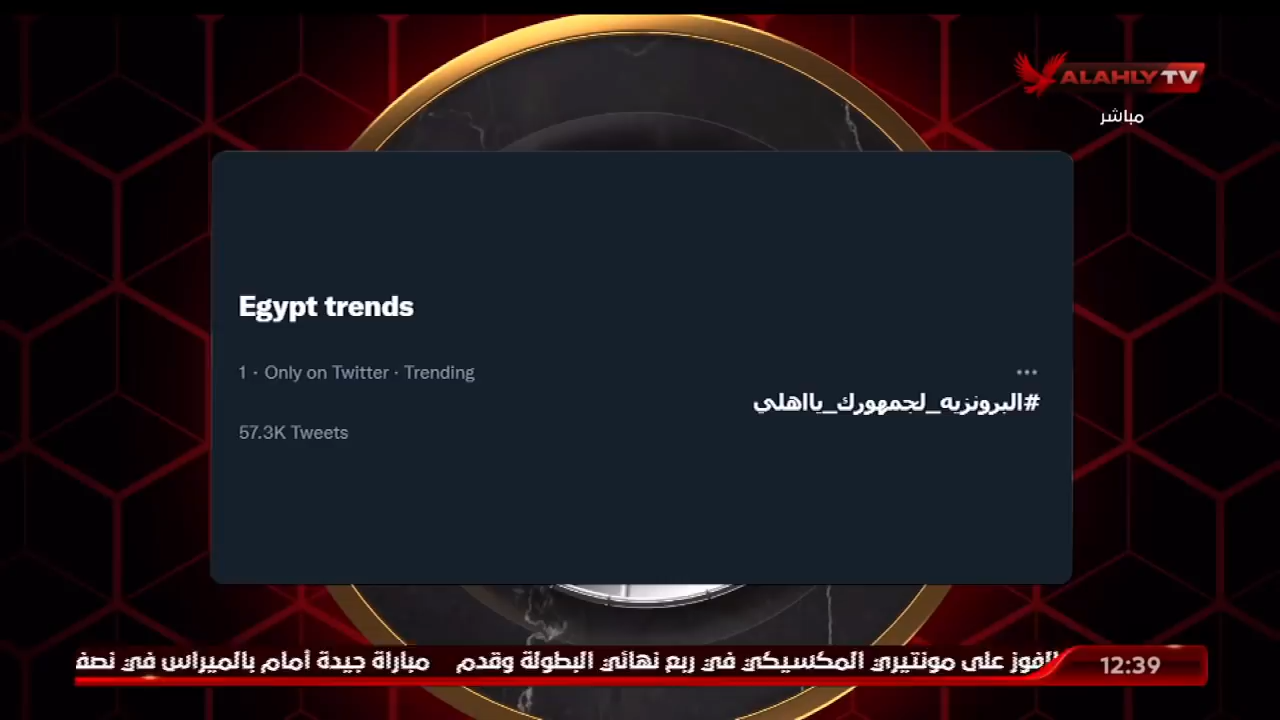 ALAHLY TV
مباشر
Egypt trends
1 · Only on Twitter · Trending
#البرونزيه_لجمهورك_يااهلي
57.3K Tweets
الفوز على مونتيري المكسيكي في ربع نهائي البطولة وقدم مباراة جيدة أمام بالميراس في نصف
12:39